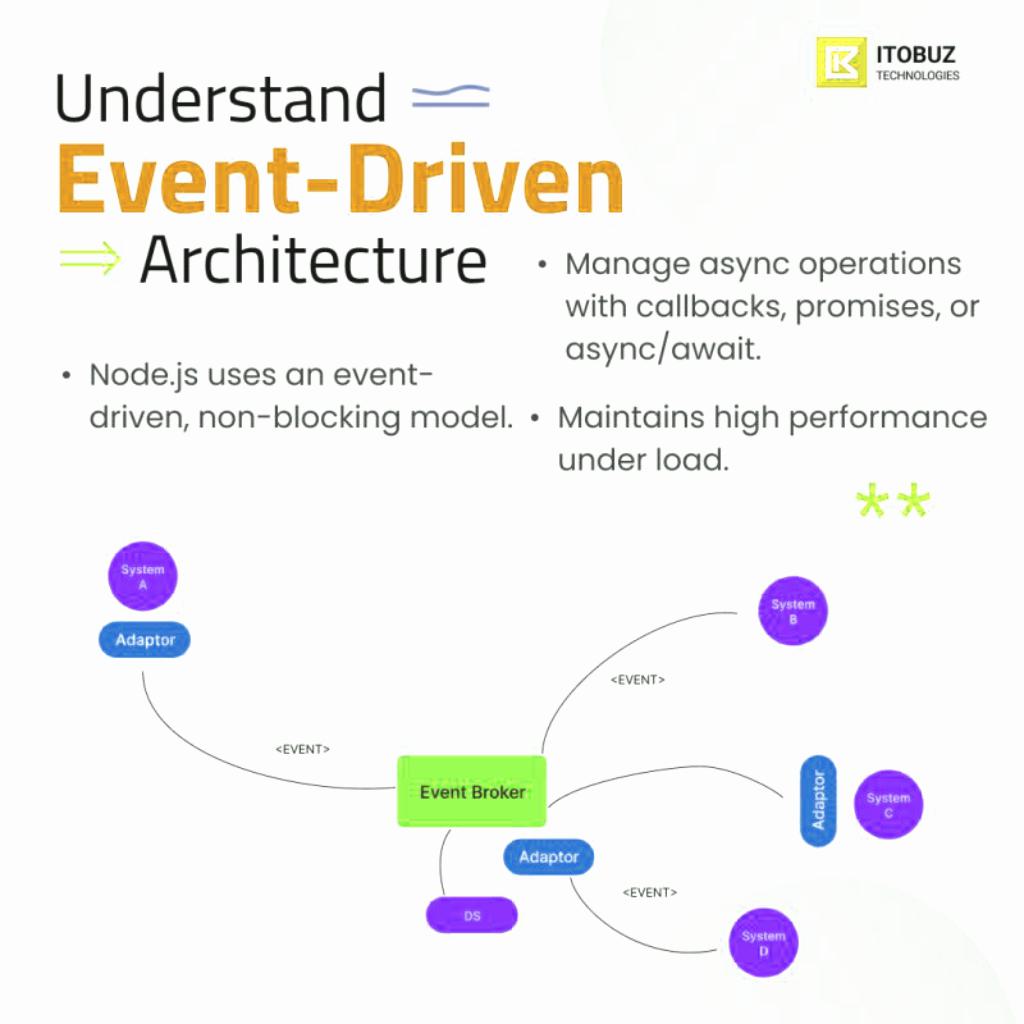 ITOBUZ
TECHNOLOGIES
Understand
Event-Driven
Architecture
• Node.js uses an event-
driven, non-blocking model.
• Manage async operations
with callbacks, promises, or
async/await.
• Maintains high performance
under load.
**
System
A
Adaptor
<EVENT>
System
B
<EVENT>
Event Broker
Adaptor
System
C
Adaptor
<EVENT>
DS
System
D